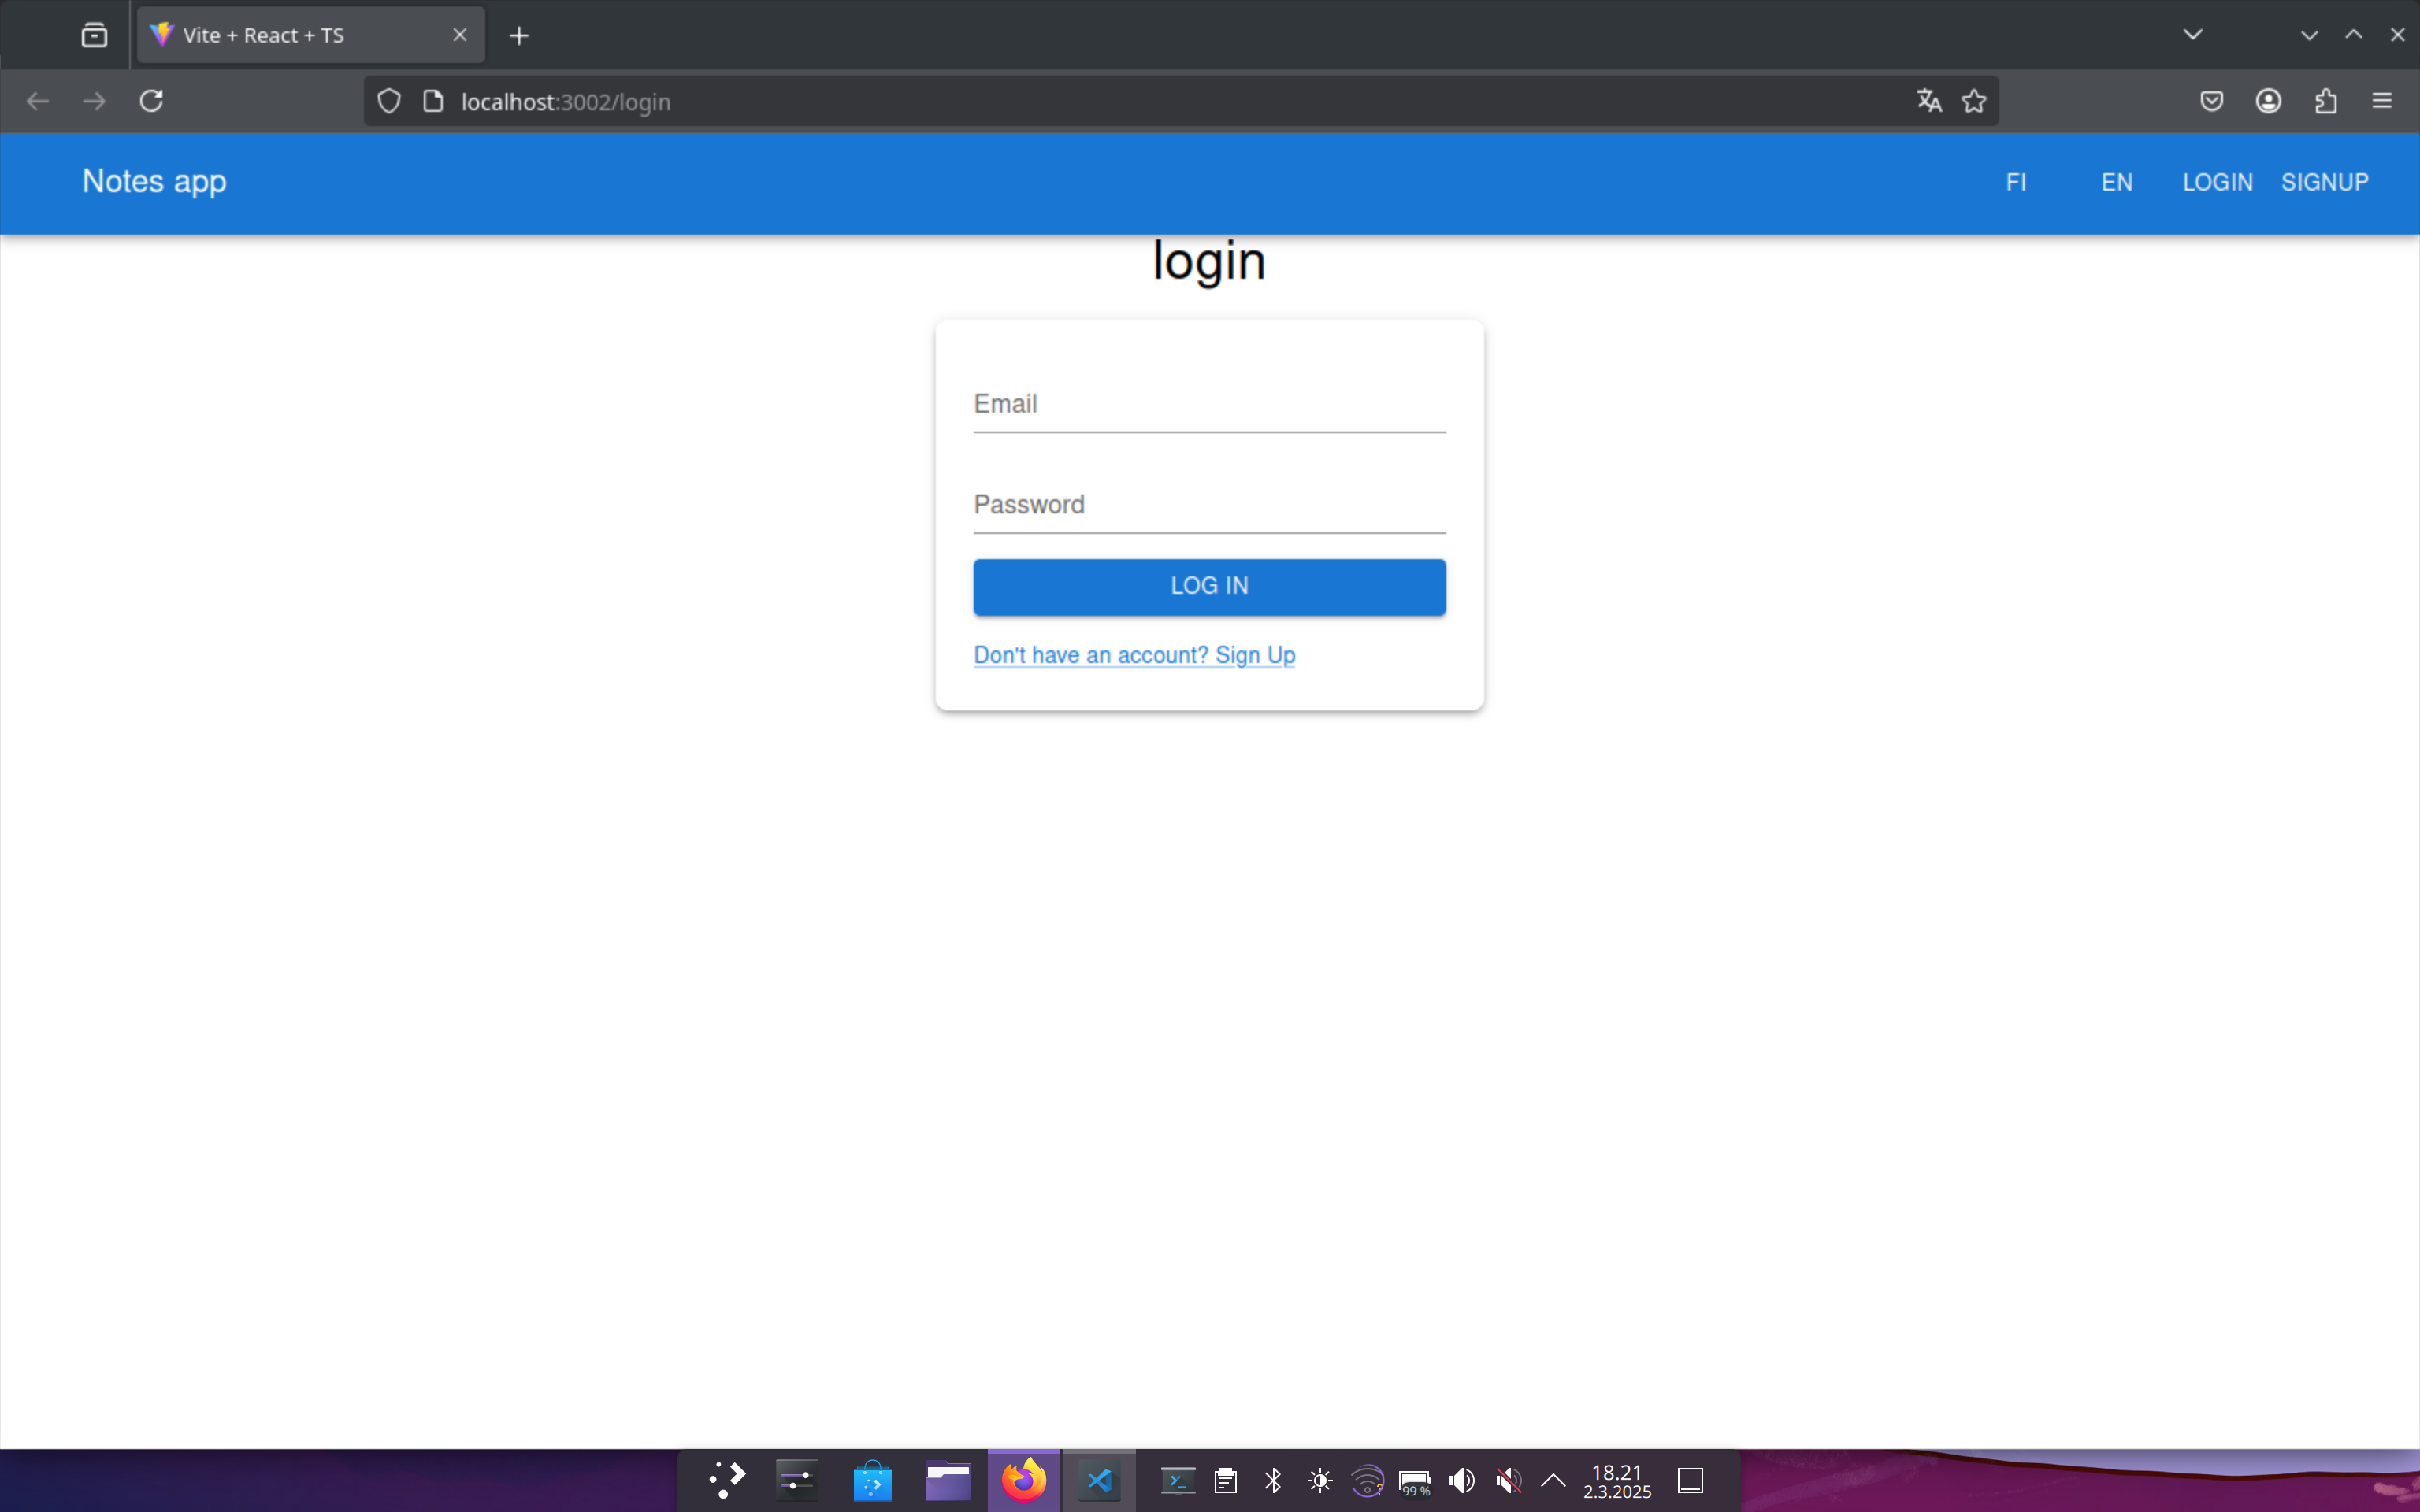 Vite + React + TS
localhost:3002/login
Notes app
FI
EN
LOGIN
SIGNUP
login
Email
Password
LOG IN
Don't have an account? Sign Up
99 %
18.21
2.3.2025